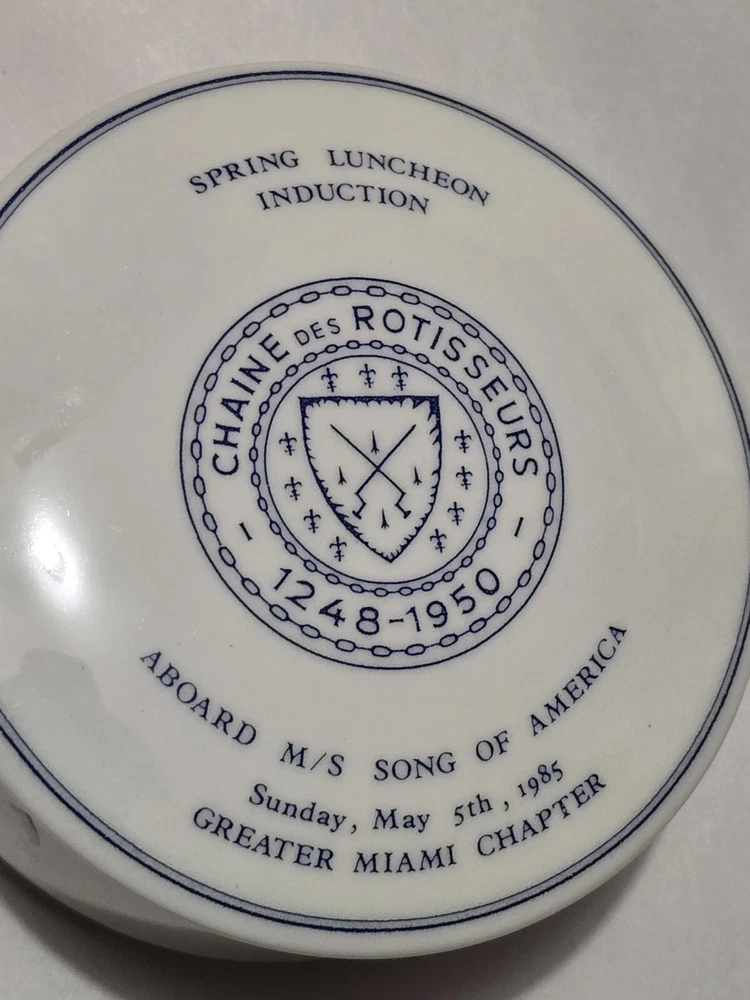 SPRING LUNCHEON
INDUCTION
CHAINE DES ROTISSEURS
- 1248-1950 -
ABOARD M/S SONG OF AMERICA
Sunday, May 5th, 1985
GREATER MIAMI CHAPTER